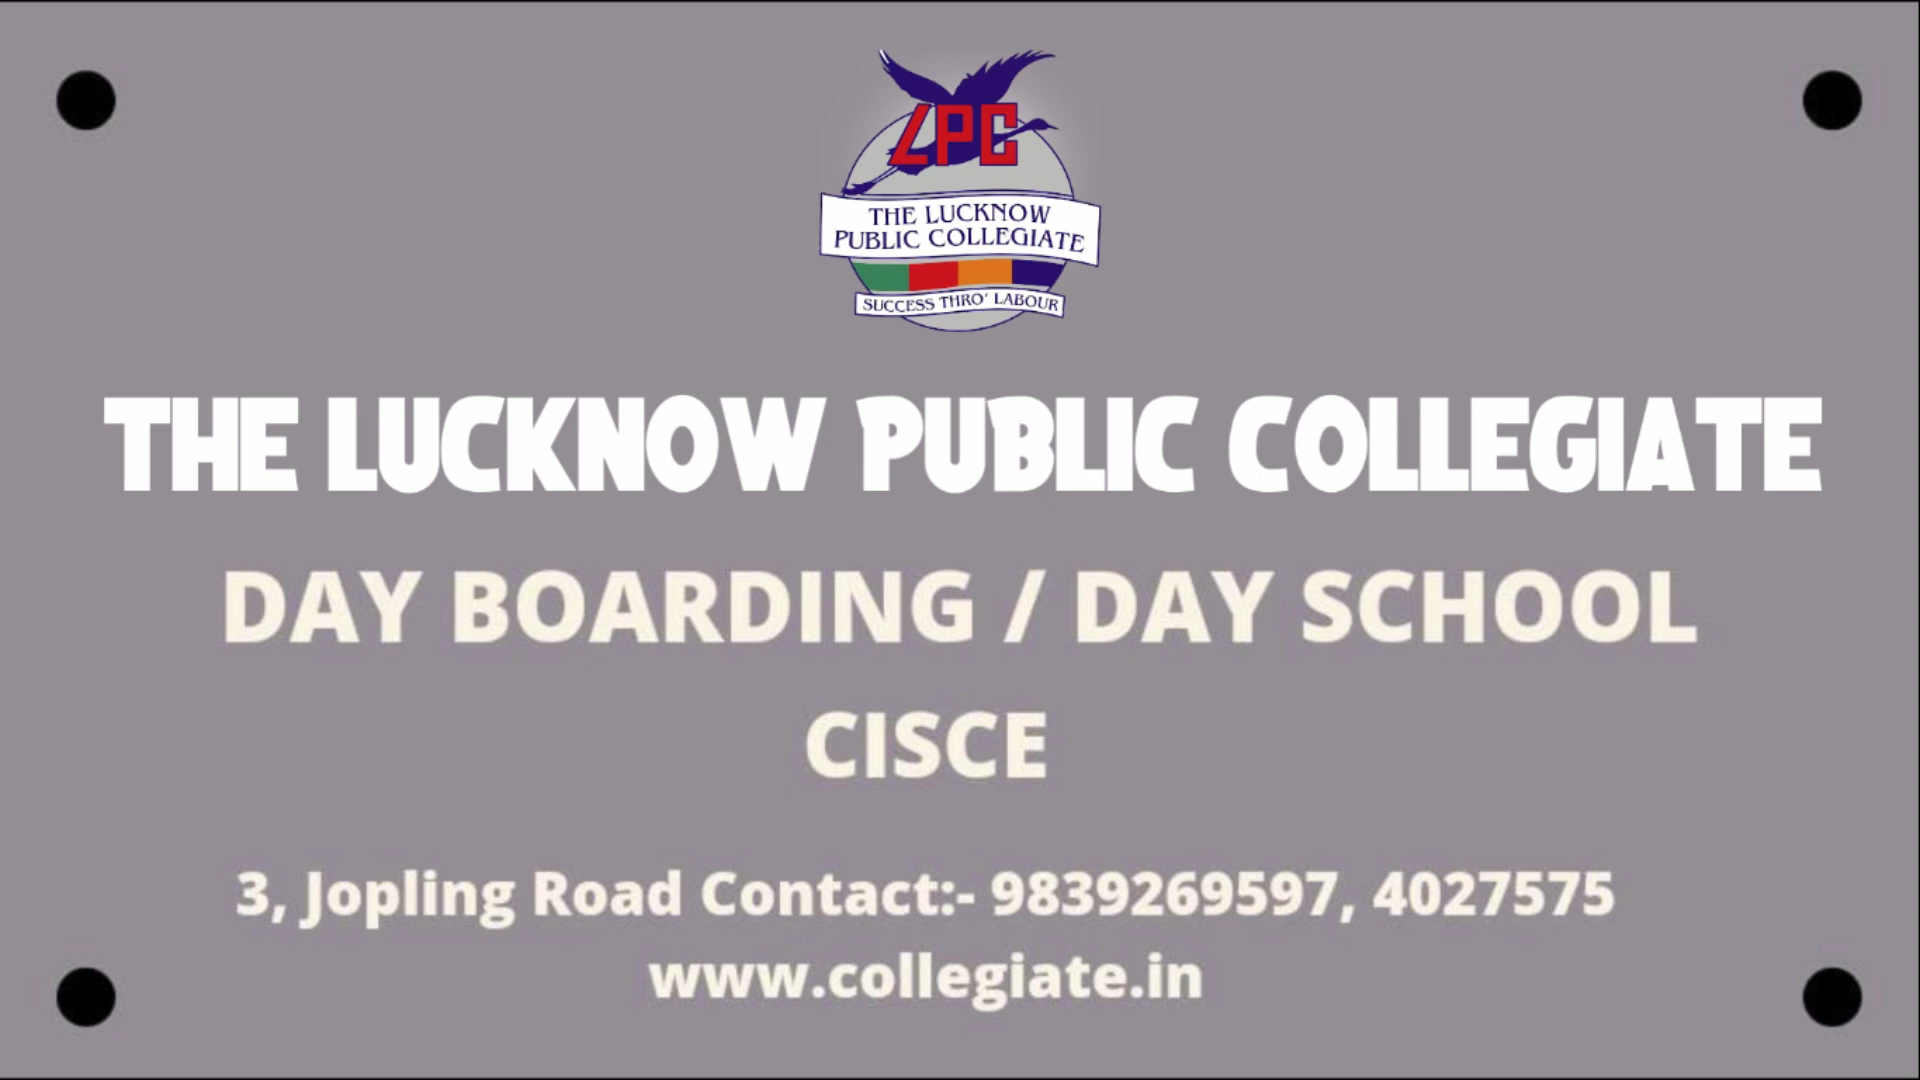 LPC
THE LUCKNOW
PUBLIC COLLEGIATE
SUCCESS THRO' LABOUR
THE LUCKNOW PUBLIC COLLEGIATE
DAY BOARDING / DAY SCHOOL
CISCE
3, Jopling Road Contact:- 9839269597, 4027575
www.collegiate.in